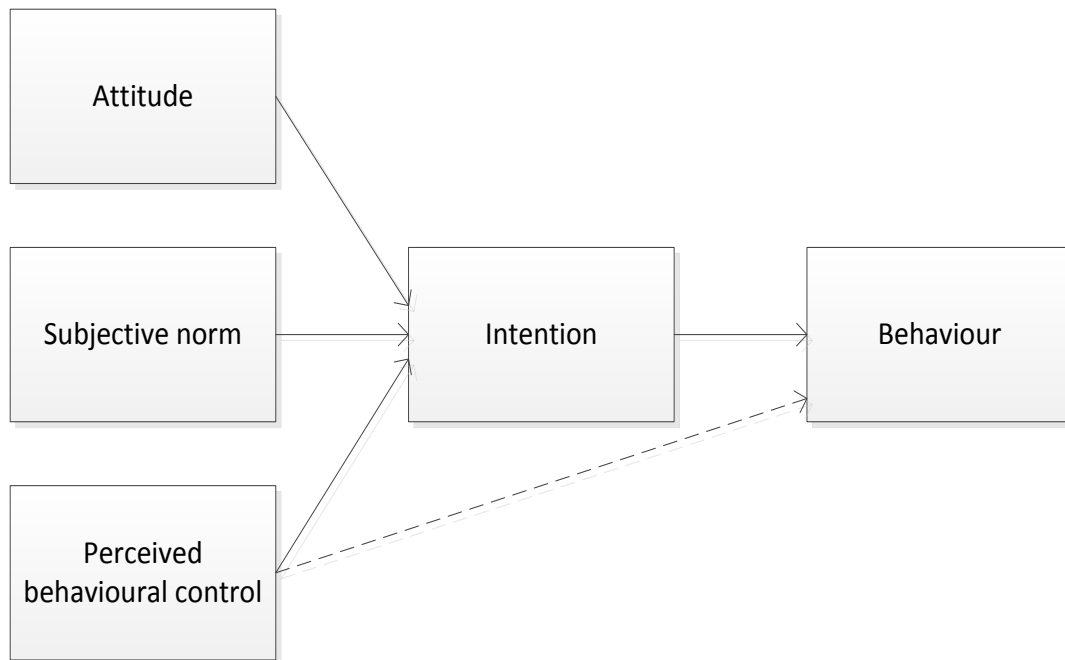 Attitude
Subjective norm
Intention
Behaviour
Perceived
behavioural control